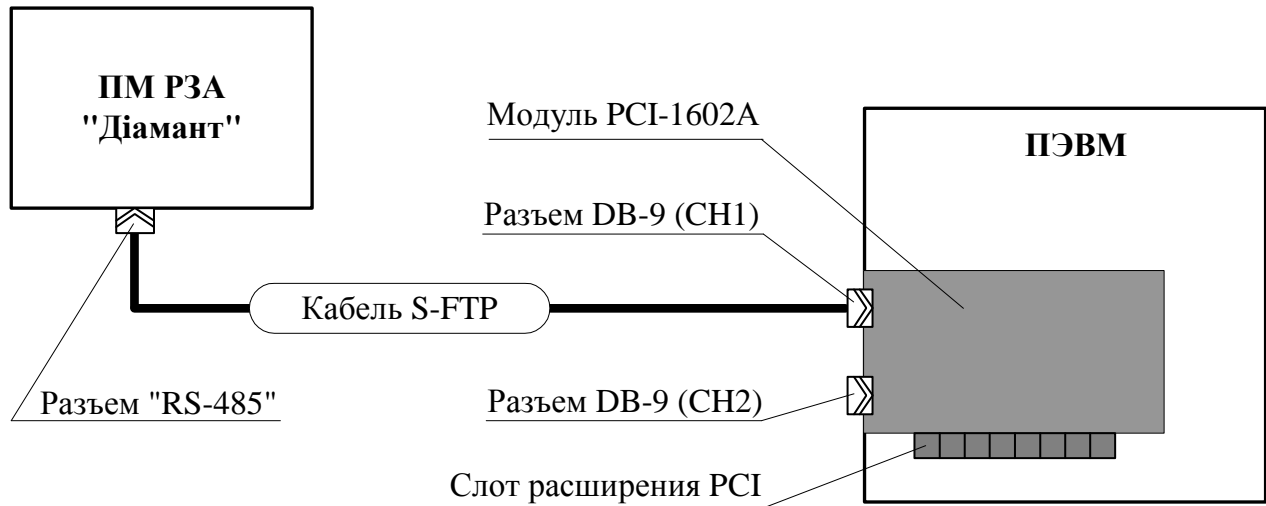 ПМ РЗА
"Діамант"
Модуль PCI-1602A
ПЭВМ
Разъем DB-9 (CH1)
Кабель S-FTP
Разъем "RS-485"
Разъем DB-9 (CH2)
Слот расширения PCI